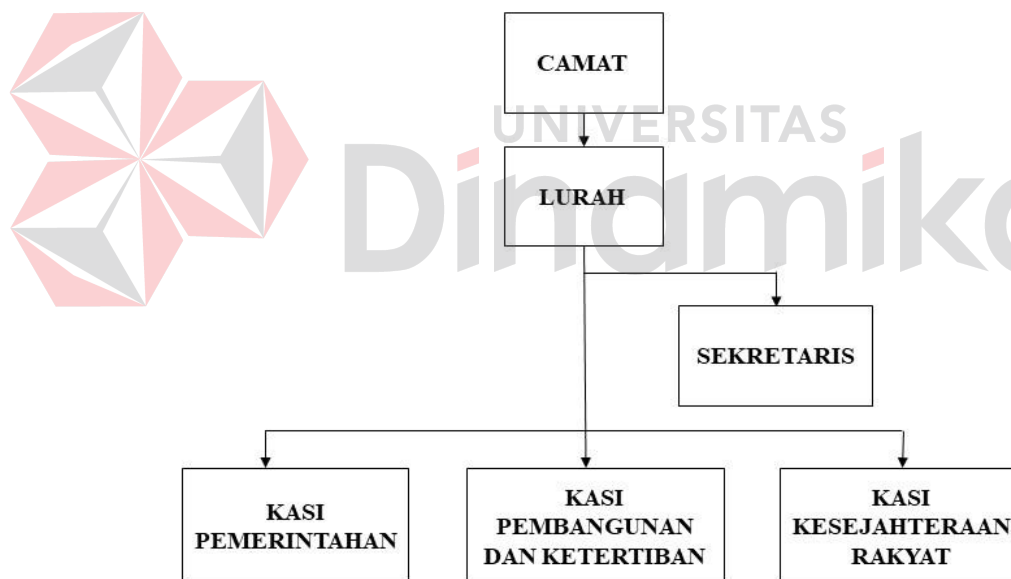 CAMAT
UNIVERSITAS
Dinamika
LURAH
SEKRETARIS
KASI
PEMERINTAHAN
KASI
PEMBANGUNAN
DAN KETERTIBAN
KASI
KESEJAHTERAAN
RAKYAT